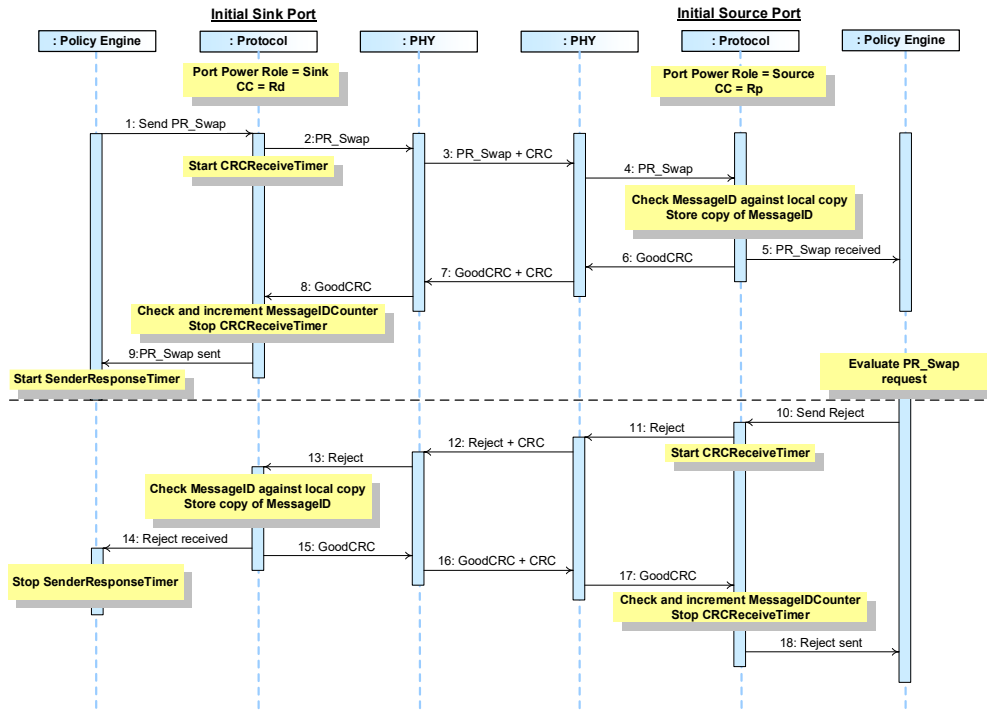 Initial Sink Port
Initial Source Port
: Policy Engine
: Protocol
: PHY
: PHY
: Protocol
: Policy Engine
Port Power Role = Sink
CC = Rd
Port Power Role = Source
CC = Rp
1: Send PR_Swap
2:PR_Swap
Start CRCReceiveTimer
3: PR_Swap + CRC
4: PR_Swap
Check MessageID against local copy
Store copy of MessageID
5: PR_Swap received
6: GoodCRC
7: GoodCRC + CRC
8: GoodCRC
Check and increment MessageIDCounter
Stop CRCReceiveTimer
9:PR_Swap sent
Start SenderResponseTimer
Evaluate PR_Swap
request
10: Send Reject
11: Reject
Start CRCReceiveTimer
12: Reject + CRC
13: Reject
Check MessageID against local copy
Store copy of MessageID
14: Reject received
15: GoodCRC
Stop SenderResponseTimer
16: GoodCRC + CRC
17: GoodCRC
Check and increment MessageIDCounter
Stop CRCReceiveTimer
18: Reject sent